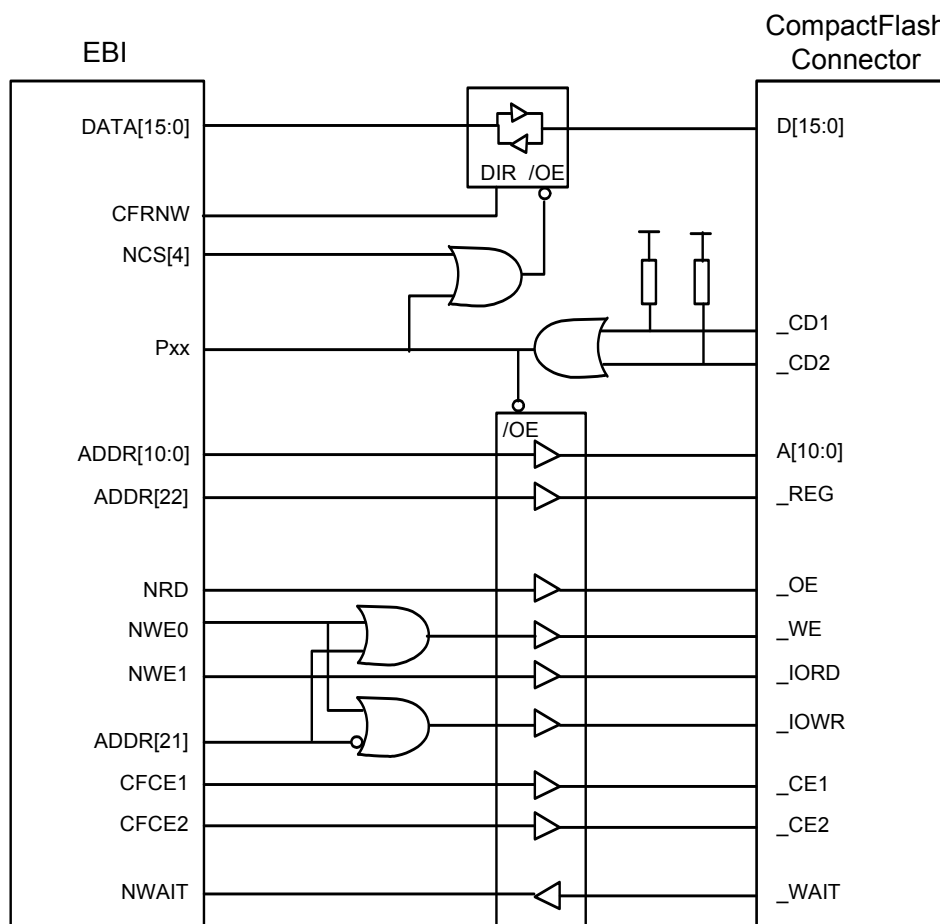 EBI
CompactFlash
Connector
DATA[15:0]
D[15:0]
DIR /OE
CFRNW
NCS[4]
_CD1
Pxx
_CD2
/OE
ADDR[10:0]
A[10:0]
ADDR[22]
_REG
NRD
_OE
NWE0
_WE
NWE1
_IORD
ADDR[21]
_IOWR
CFCE1
_CE1
CFCE2
_CE2
NWAIT
_WAIT